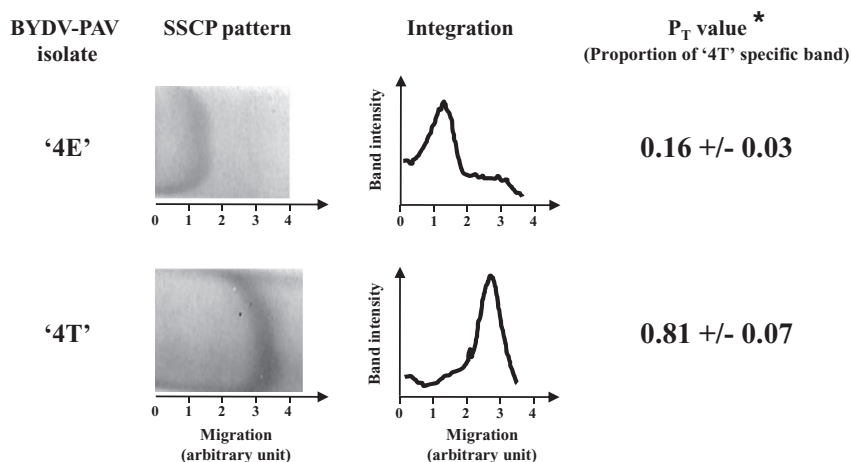 BYDV-PAV
isolate
SSCP pattern
Integration
P_T value *
(Proportion of ‘4T’ specific band)
‘4E’
0 1 2 3 4
Band intensity
0 1 2 3 4
0.16 +/- 0.03
‘4T’
0 1 2 3 4
Migration
(arbitrary unit)
Band intensity
0 1 2 3 4
Migration
(arbitrary unit)
0.81 +/- 0.07